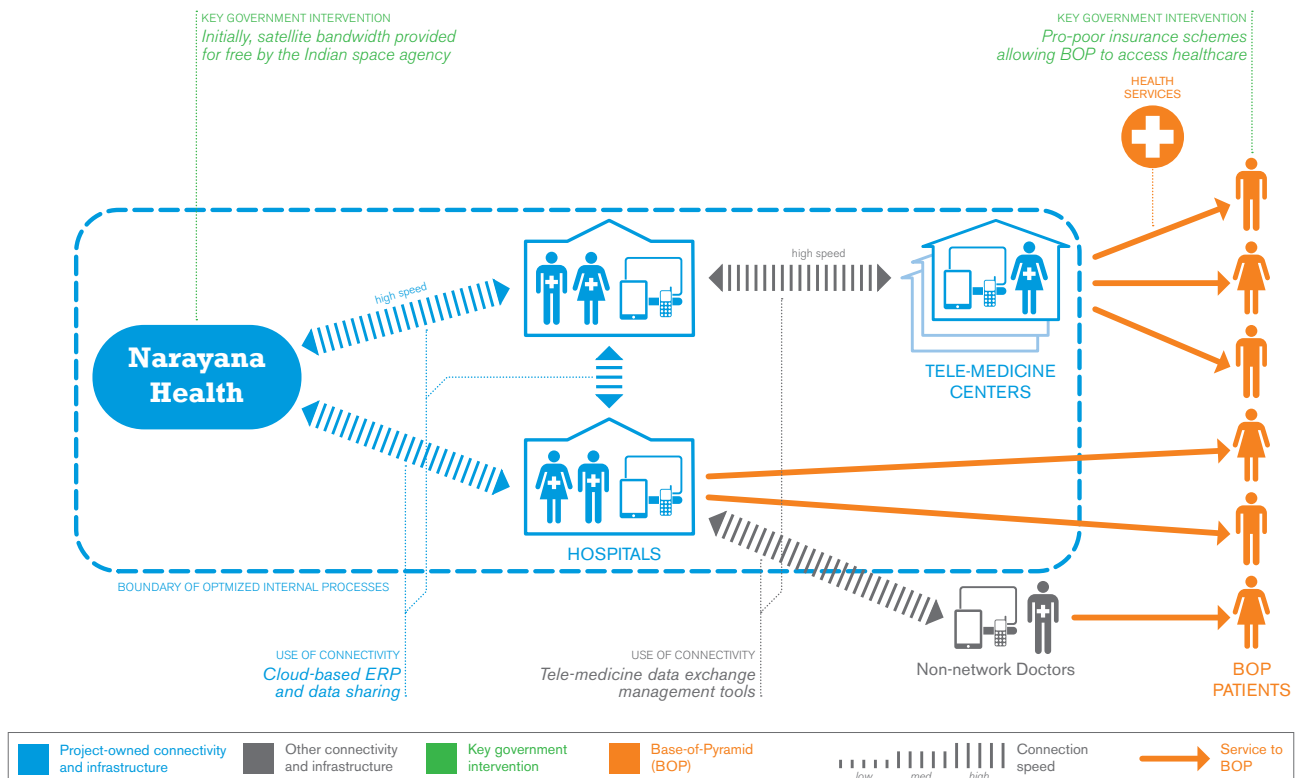 KEY GOVERNMENT INTERVENTION
Initially, satellite bandwidth provided
for free by the Indian space agency
KEY GOVERNMENT INTERVENTION
Pro-poor insurance schemes
allowing BOP to access healthcare
HEALTH
SERVICES
high speed
high speed
Narayana
Health
TELE-MEDICINE
CENTERS
HOSPITALS
BOUNDARY OF OPTMIZED INTERNAL PROCESSES
USE OF CONNECTIVITY
Cloud-based ERP
and data sharing
USE OF CONNECTIVITY
Tele-medicine data exchange
management tools
Non-network Doctors
BOP
PATIENTS
Project-owned connectivity
and infrastructure
Other connectivity
and infrastructure
Key government
intervention
Base-of-Pyramid
(BOP)
low
med
high
Connection
speed
Service to
BOP